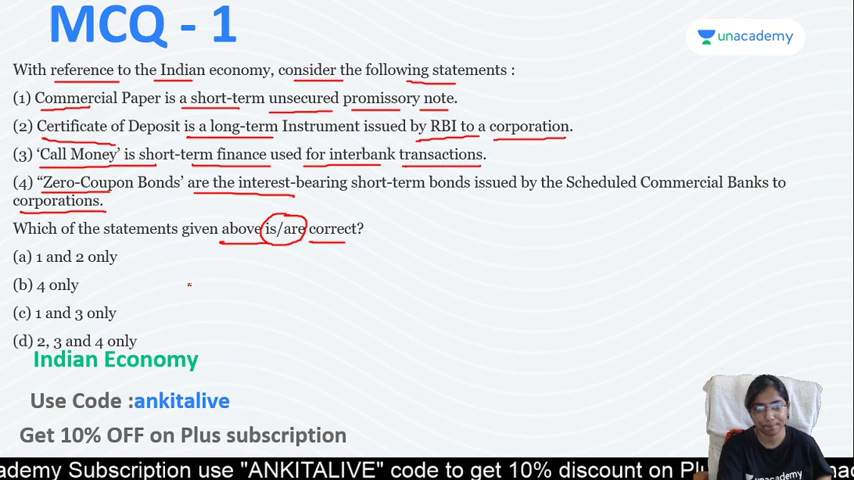 MCQ - 1
unacademy
With reference to the Indian economy, consider the following statements :
(1) Commercial Paper is a short-term unsecured promissory note.
(2) Certificate of Deposit is a long-term Instrument issued by RBI to a corporation.
(3) ‘Call Money’ is short-term finance used for interbank transactions.
(4) “Zero-Coupon Bonds’ are the interest-bearing short-term bonds issued by the Scheduled Commercial Banks to
corporations.
Which of the statements given above is/are correct?
(a) 1 and 2 only
(b) 4 only
(c) 1 and 3 only
(d) 2, 3 and 4 only
Indian Economy
Use Code :ankitalive
Get 10% OFF on Plus subscription
unacademy
Subscription use "ANKITALIVE" code to get 10% discount on